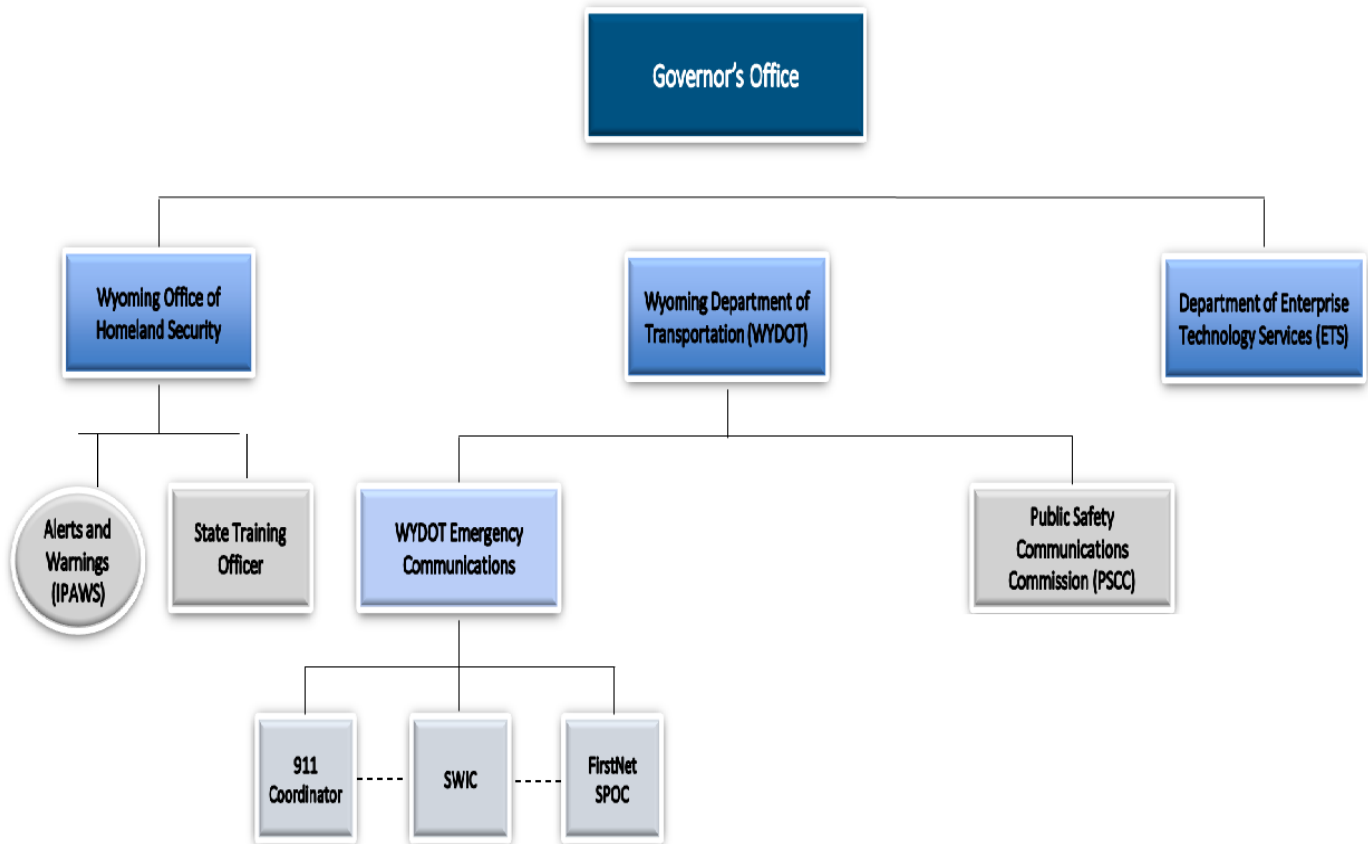 Governor’s Office
Wyoming Office of
Homeland Security
Wyoming Department of
Transportation (WYDOT)
Department of Enterprise
Technology Services (ETS)
Alerts and
Warnings
(IPAWS)
State Training
Officer
WYDOT Emergency
Communications
Public Safety
Communications
Commission (PSCC)
911
Coordinator
SWIC
FirstNet
SPOC